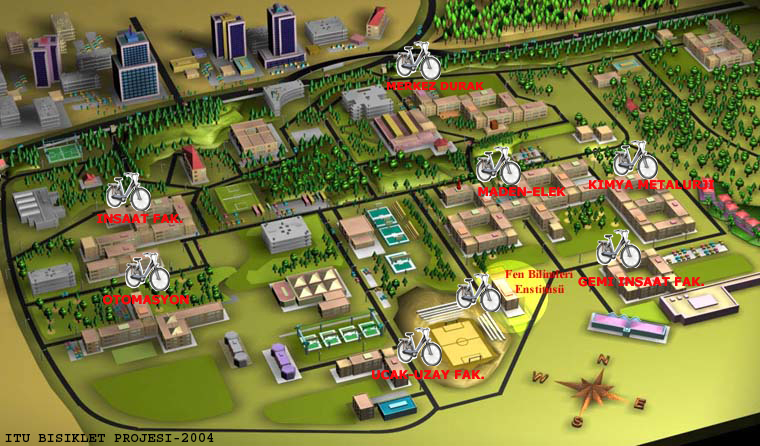 MERKEZ DURAK
MADEN-ELEK
KIMYA METALURJI
INSAAT FAK.
Fen Bilimleri
Enstitüsü
GEMI INSAAT FAK.
OTOMASYON
UCAK-UZAY FAK.
N
W
E
S
ITU BISIKLET PROJESI-2004